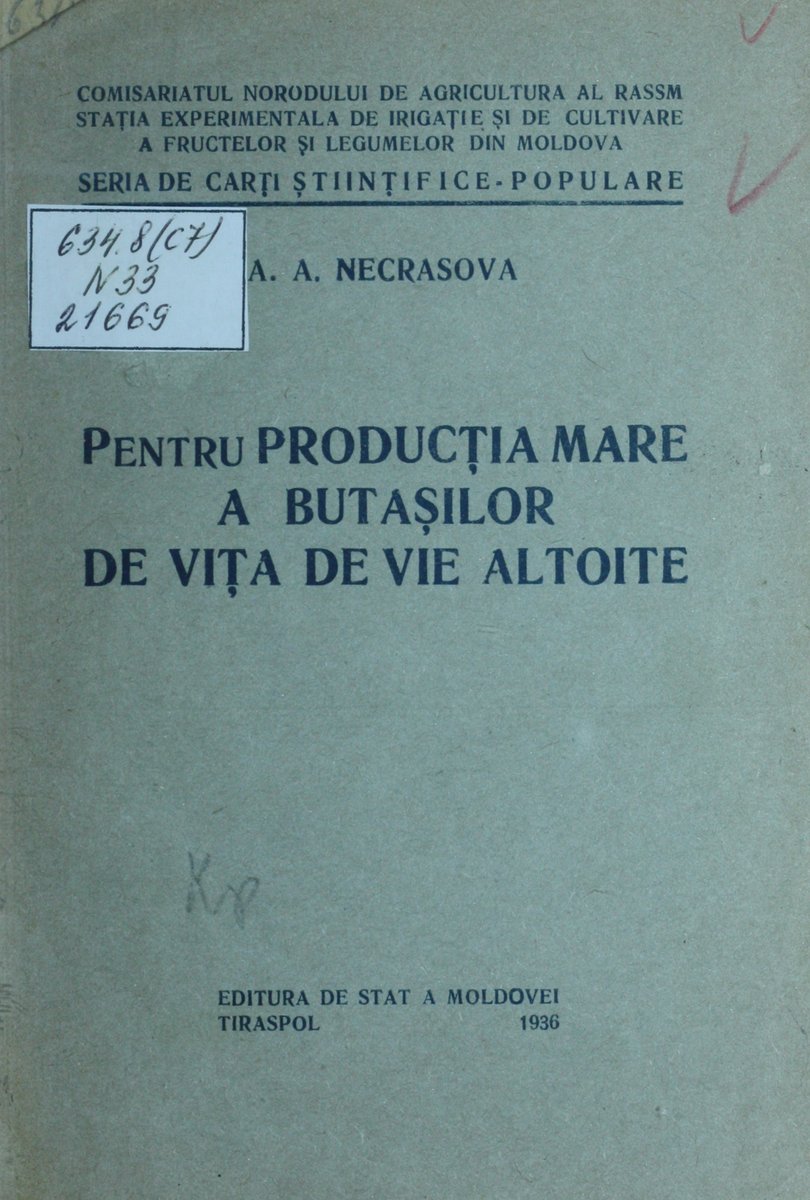 COMISARIATUL NORODULUI DE AGRICULTURA AL RASSM
STAȚIA EXPERIMENTALA DE IRIGAȚIE ȘI DE CULTIVARE
A FRUCTELOR ȘI LEGUMELOR DIN MOLDOVA
SERIA DE CARȚI ȘTIINȚIFICE-POPULARE
634.8(C7)
N33
21669
A. A. NECRASOVA
PENTRU PRODUCȚIA MARE
A BUTAȘILOR
DE VIȚA DE VIE ALTOITE
EDITURA DE STAT A MOLDOVEI
TIRASPOL 1936